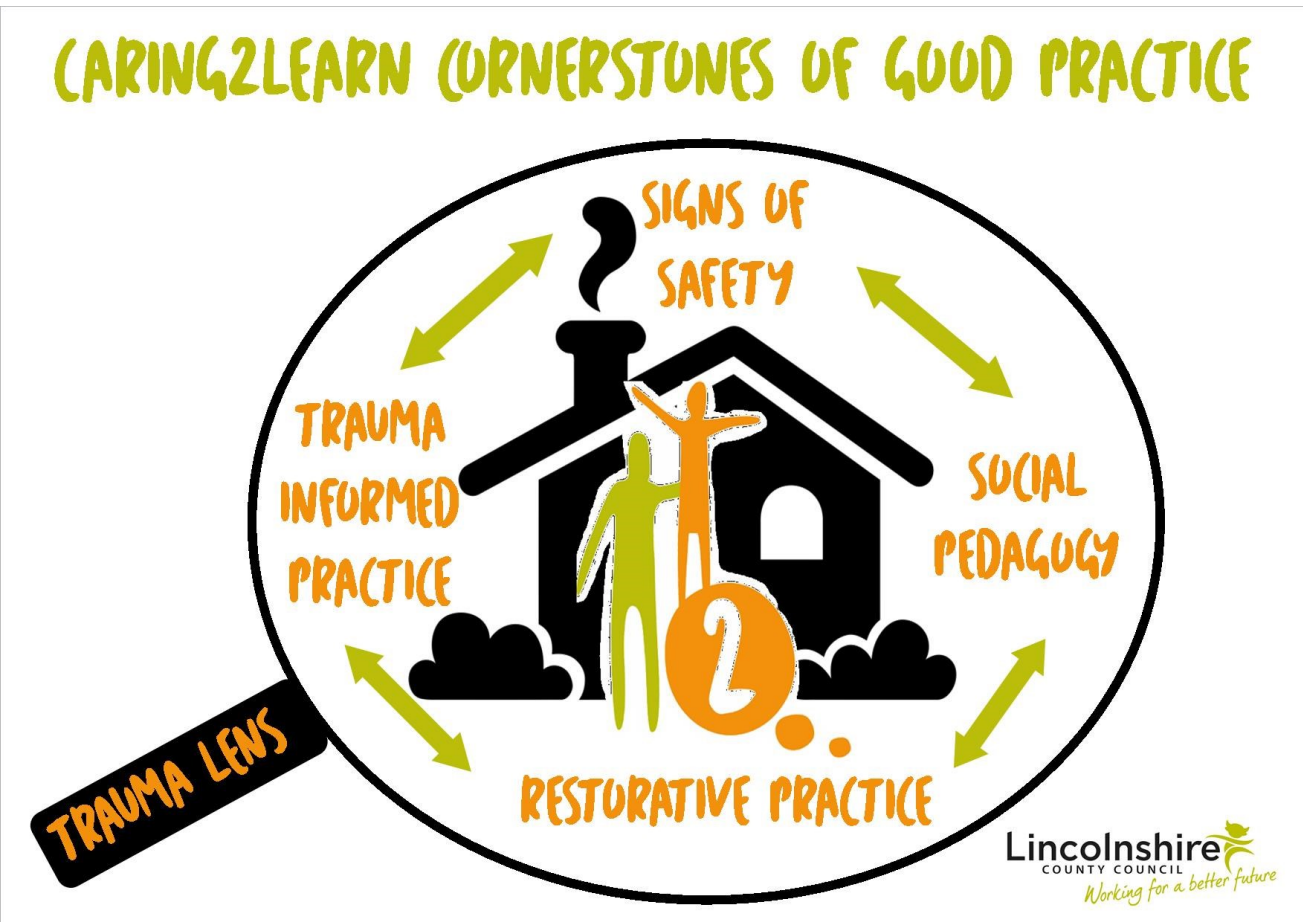 CARING2LEARN CORNERSTONES OF GOOD PRACTICE
SIGNS OF
SAFETY
TRAUMA
INFORMED
PRACTICE
SOCIAL
PEDAGOGY
2
RESTORATIVE PRACTICE
TRAUMA LENS
Lincolnshire
COUNTY COUNCIL
Working for a better future